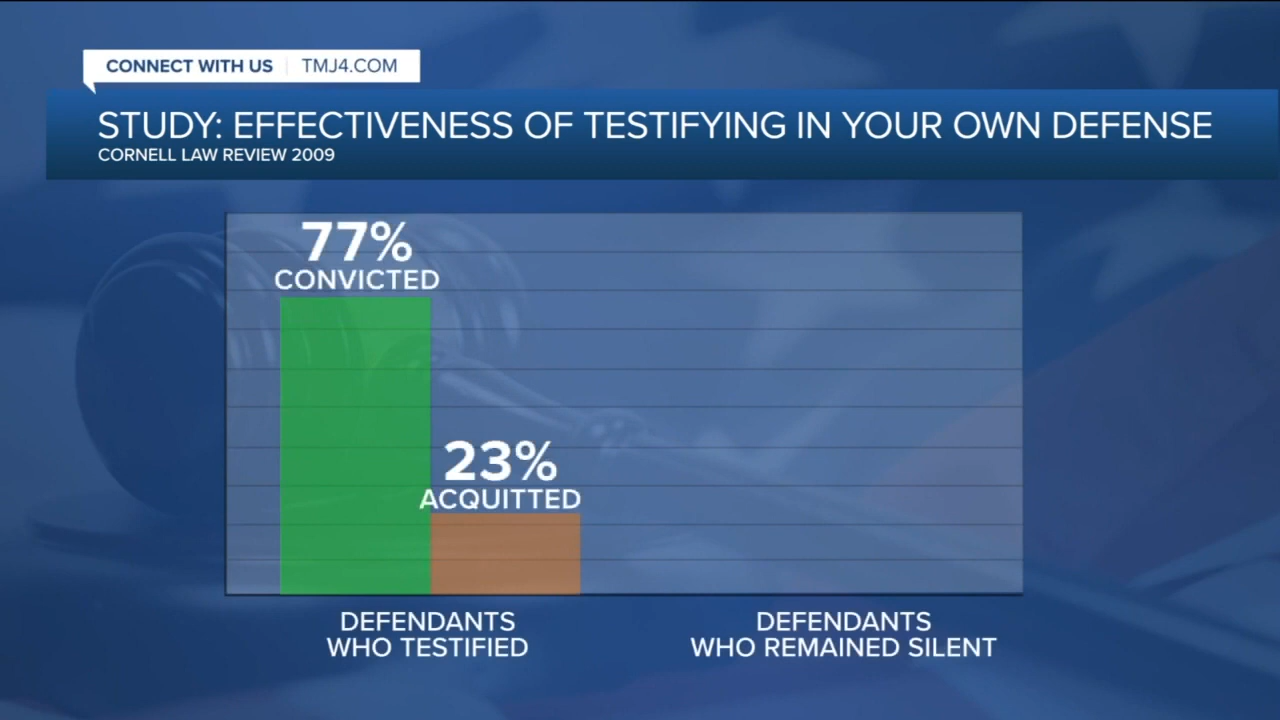 CONNECT WITH US | TMJ4.COM
STUDY: EFFECTIVENESS OF TESTIFYING IN YOUR OWN DEFENSE
CORNELL LAW REVIEW 2009
77%
CONVICTED
23%
ACQUITTED
DEFENDANTS
WHO TESTIFIED
DEFENDANTS
WHO REMAINED SILENT